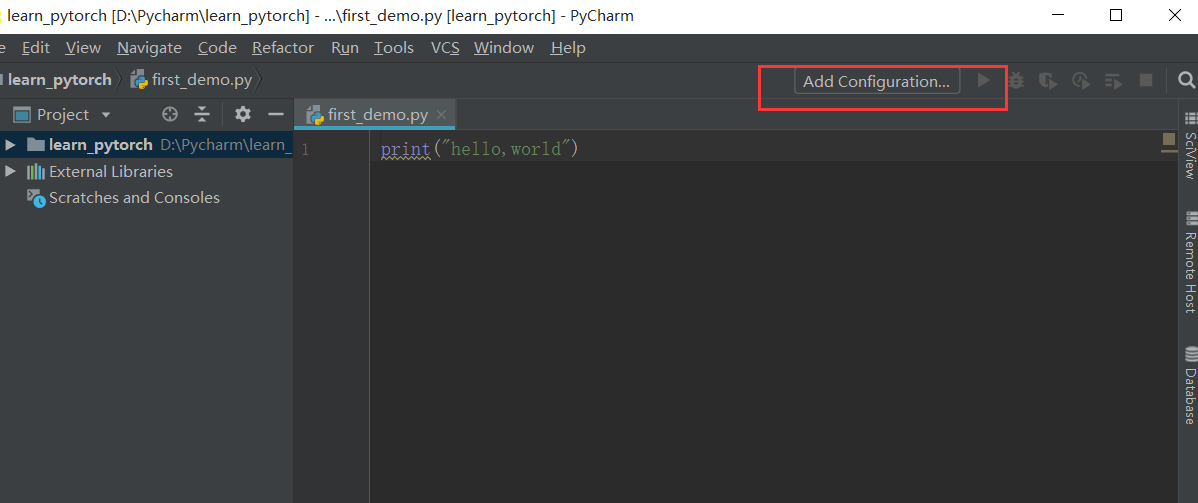 learn_pytorch [D:\Pycharm\learn_pytorch] - ...\first_demo.py [learn_pytorch] - PyCharm
e Edit View Navigate Code Refactor Run Tools VCS Window Help
learn_pytorch first_demo.py Add Configuration...
Project first_demo.py
learn_pytorch D:\Pycharm\learn_
1 print("hello,world")
External Libraries
Scratches and Consoles
SciView
Remote Host
Database